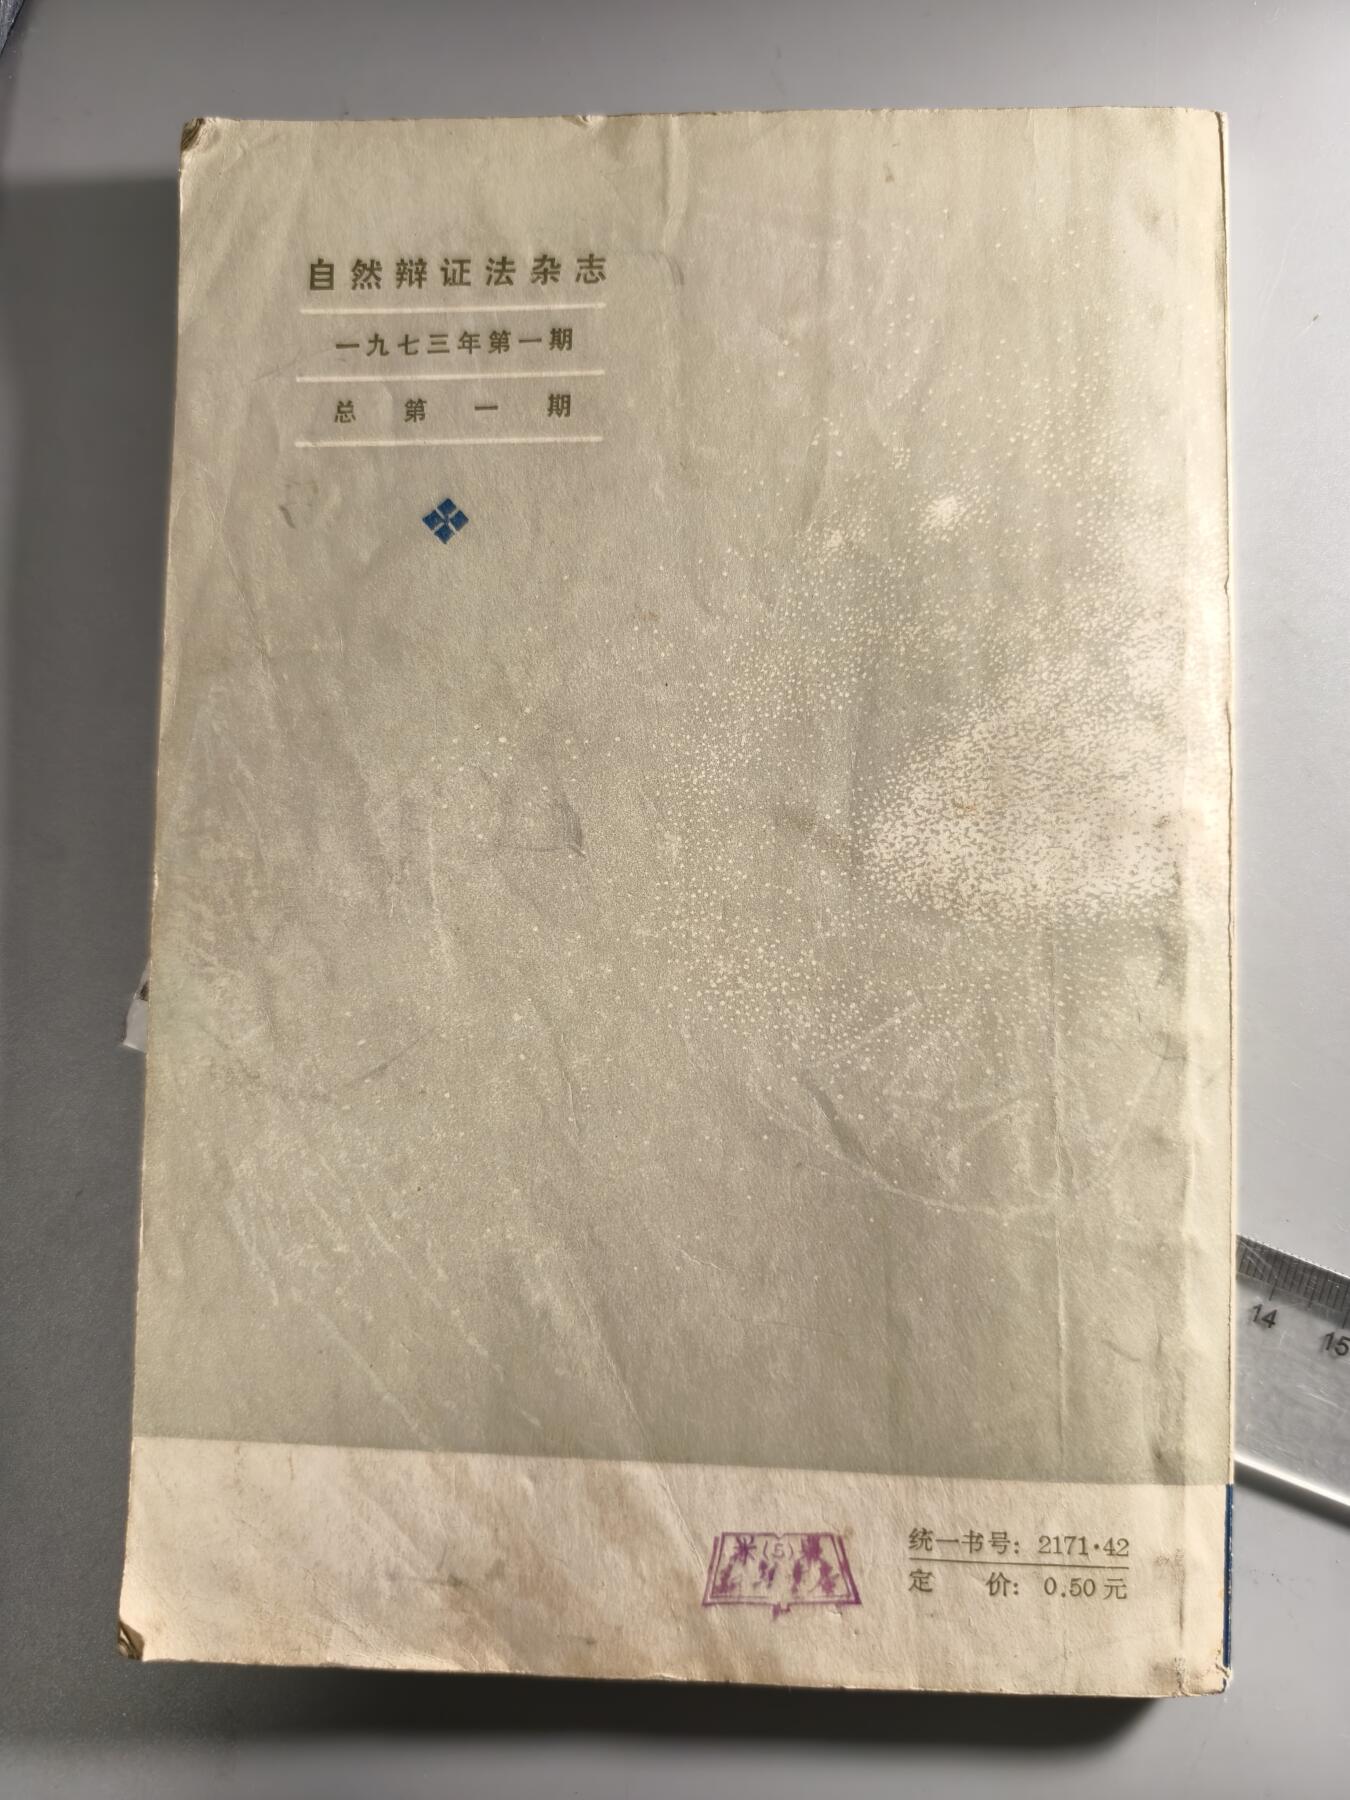 自然辩证法杂志
一九七三年第一期
总第一期
(5)
统一书号：2171·42
定价：0.50元
14
15